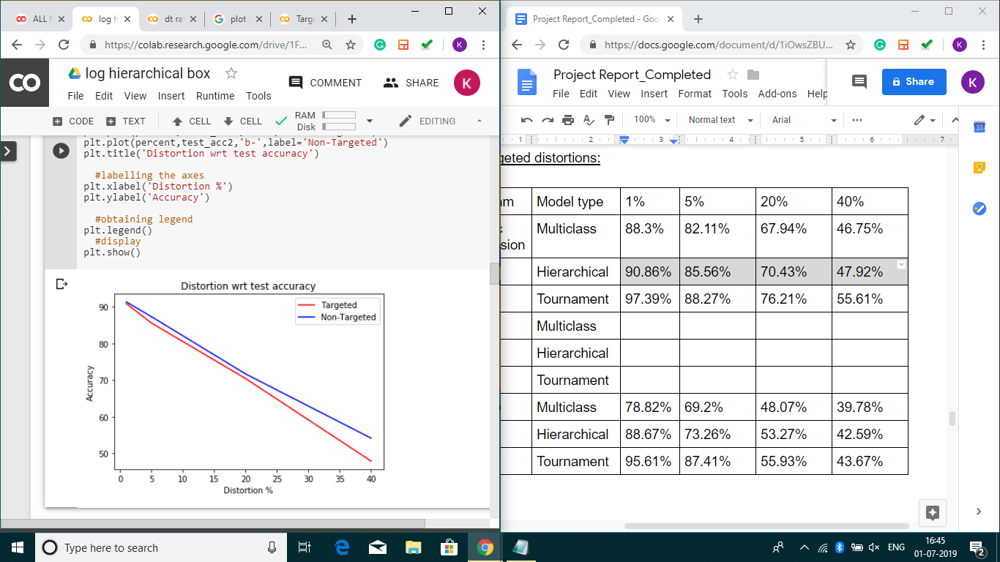 ALL
log h
dt ra
plot
Targ
https://colab.research.google.com/drive/1F...
K
CO
log hierarchical box
COMMENT
SHARE
K
File Edit View Insert Runtime Tools
CODE
TEXT
CELL
CELL
RAM
Disk
EDITING
plt.plot(percent,test_acc2,'b-',label='Non-Targeted')
plt.title('Distortion wrt test accuracy')
#labelling the axes
plt.xlabel('Distortion %')
plt.ylabel('Accuracy')
#obtaining legend
plt.legend()
#display
plt.show()
Distortion wrt test accuracy
Targeted
Non-Targeted
90
80
70
60
50
Accuracy
0 5 10 15 20 25 30 35 40
Distortion %
Project Report_Completed - Goo
https://docs.google.com/document/d/1iOwsZBU...
K
Project Report_Completed
Share
K
File Edit View Insert Format Tools Add-ons Help
100%
Normal text
Arial
1 2 3 4 5 6 7
31
geted distortions:
Model type 1% 5% 20% 40%
sion
Multiclass 88.3% 82.11% 67.94% 46.75%
Hierarchical 90.86% 85.56% 70.43% 47.92%
Tournament 97.39% 88.27% 76.21% 55.61%
Multiclass
Hierarchical
Tournament
Multiclass 78.82% 69.2% 48.07% 39.78%
Hierarchical 88.67% 73.26% 53.27% 42.59%
Tournament 95.61% 87.41% 55.93% 43.67%
Type here to search
ENG
16:45
01-07-2019
2